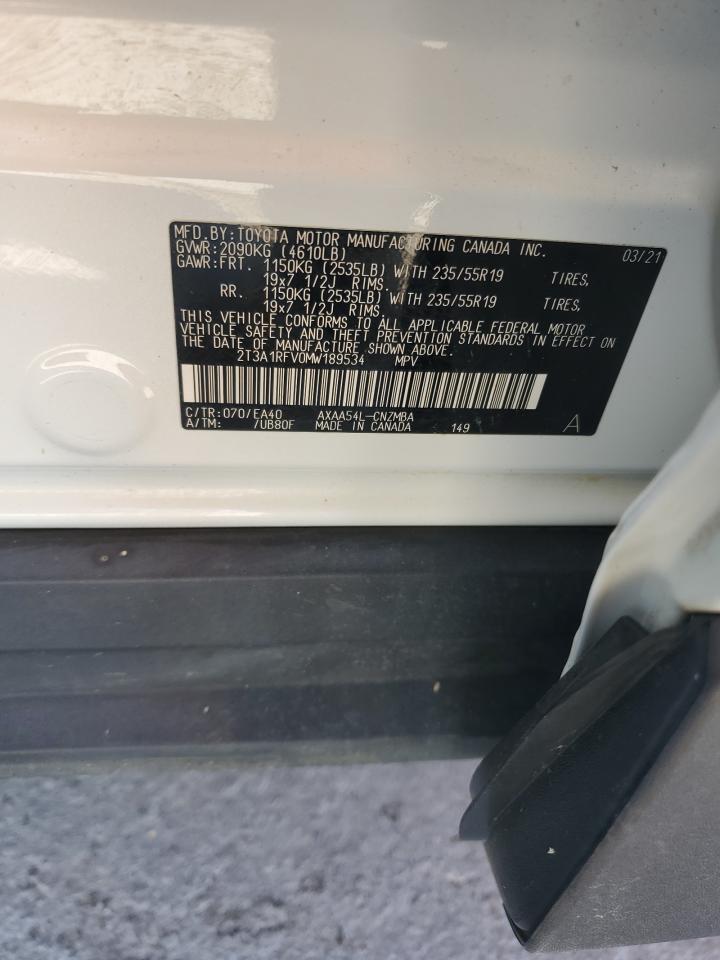 MFD. BY: TOYOTA MOTOR MANUFACTURING CANADA INC. 03/21
GVWR: 2090KG (4610LB)
GAWR: FRT. 1150KG (2535LB) WITH 235/55R19 TIRES,
19x7 1/2J RIMS.
RR. 1150KG (2535LB) WITH 235/55R19 TIRES,
19x7 1/2J RIMS.
THIS VEHICLE CONFORMS TO ALL APPLICABLE FEDERAL MOTOR
VEHICLE SAFETY AND THEFT PREVENTION STANDARDS IN EFFECT ON
THE DATE OF MANUFACTURE SHOWN ABOVE.
2T3A1RFV0MW189534 MPV
C/TR: 070/EA40 AXAA54L-CNZMBA
A/TM: /UB80F MADE IN CANADA 149 A